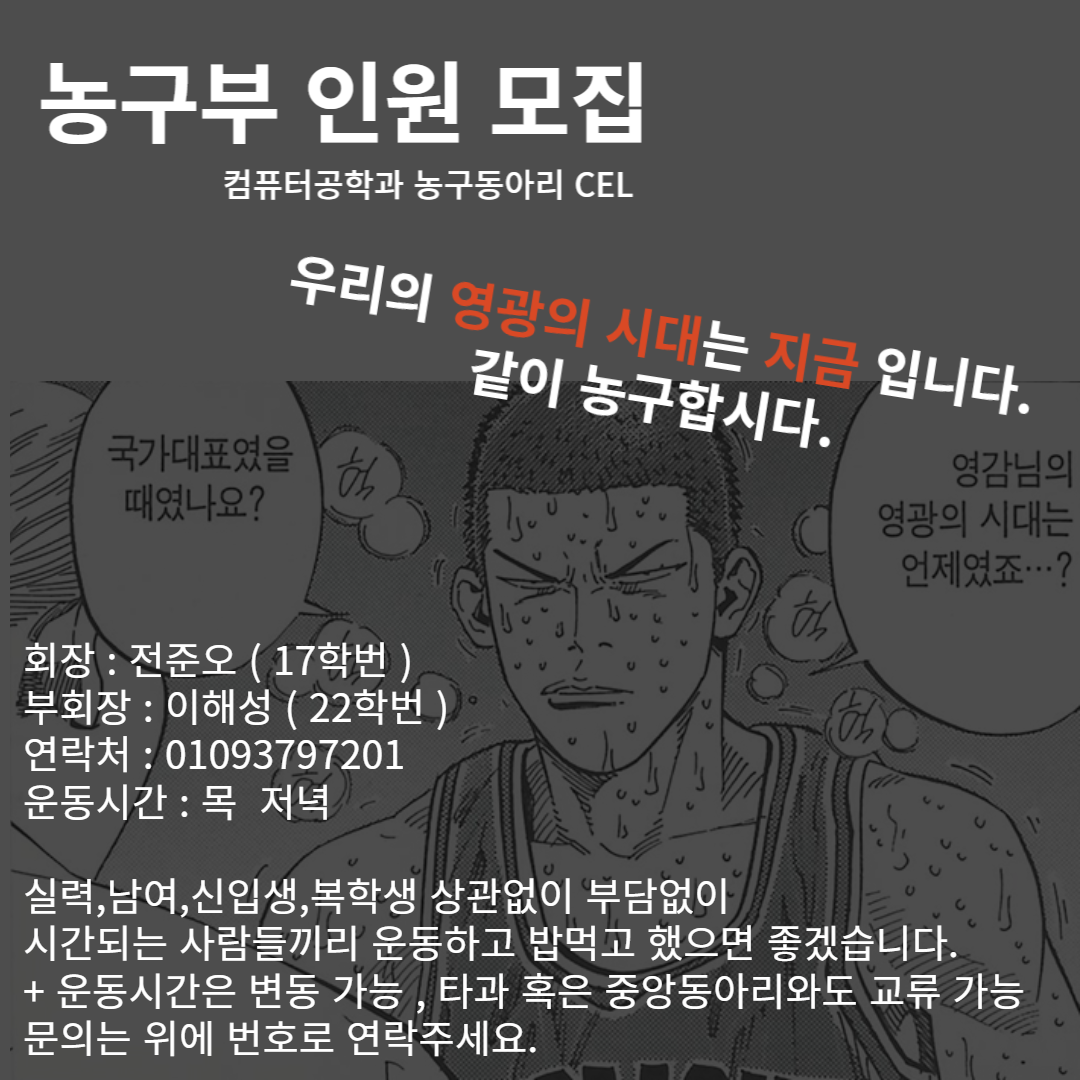 농구부 인원 모집
컴퓨터공학과 농구동아리 CEL
우리의 영광의 시대는 지금 입니다.
같이 농구합시다.
국가대표였을
때였나요?
영감님의
영광의 시대는
언제였죠…?
회장 : 전준오 ( 17학번 )
부회장 : 이해성 ( 22학번 )
연락처 : 01093797201
운동시간 : 목  저녁
실력,남여,신입생,복학생 상관없이 부담없이
시간되는 사람들끼리 운동하고 밥먹고 했으면 좋겠습니다.
+ 운동시간은 변동 가능 , 타과 혹은 중앙동아리와도 교류 가능
문의는 위에 번호로 연락주세요.